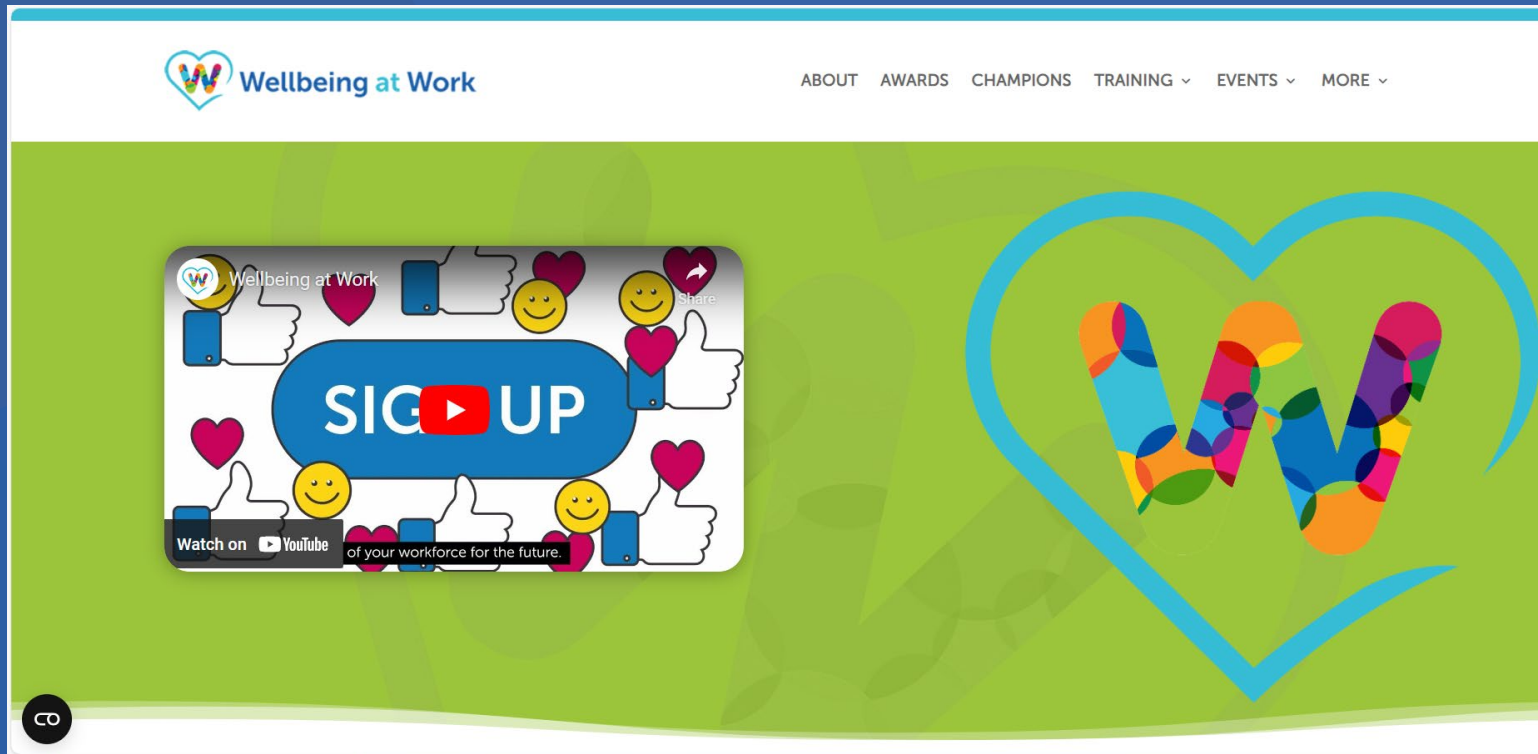 Wellbeing at Work
ABOUT AWARDS CHAMPIONS TRAINING EVENTS MORE
Wellbeing at Work
Share
SIG UP
Watch on YouTube
of your workforce for the future.